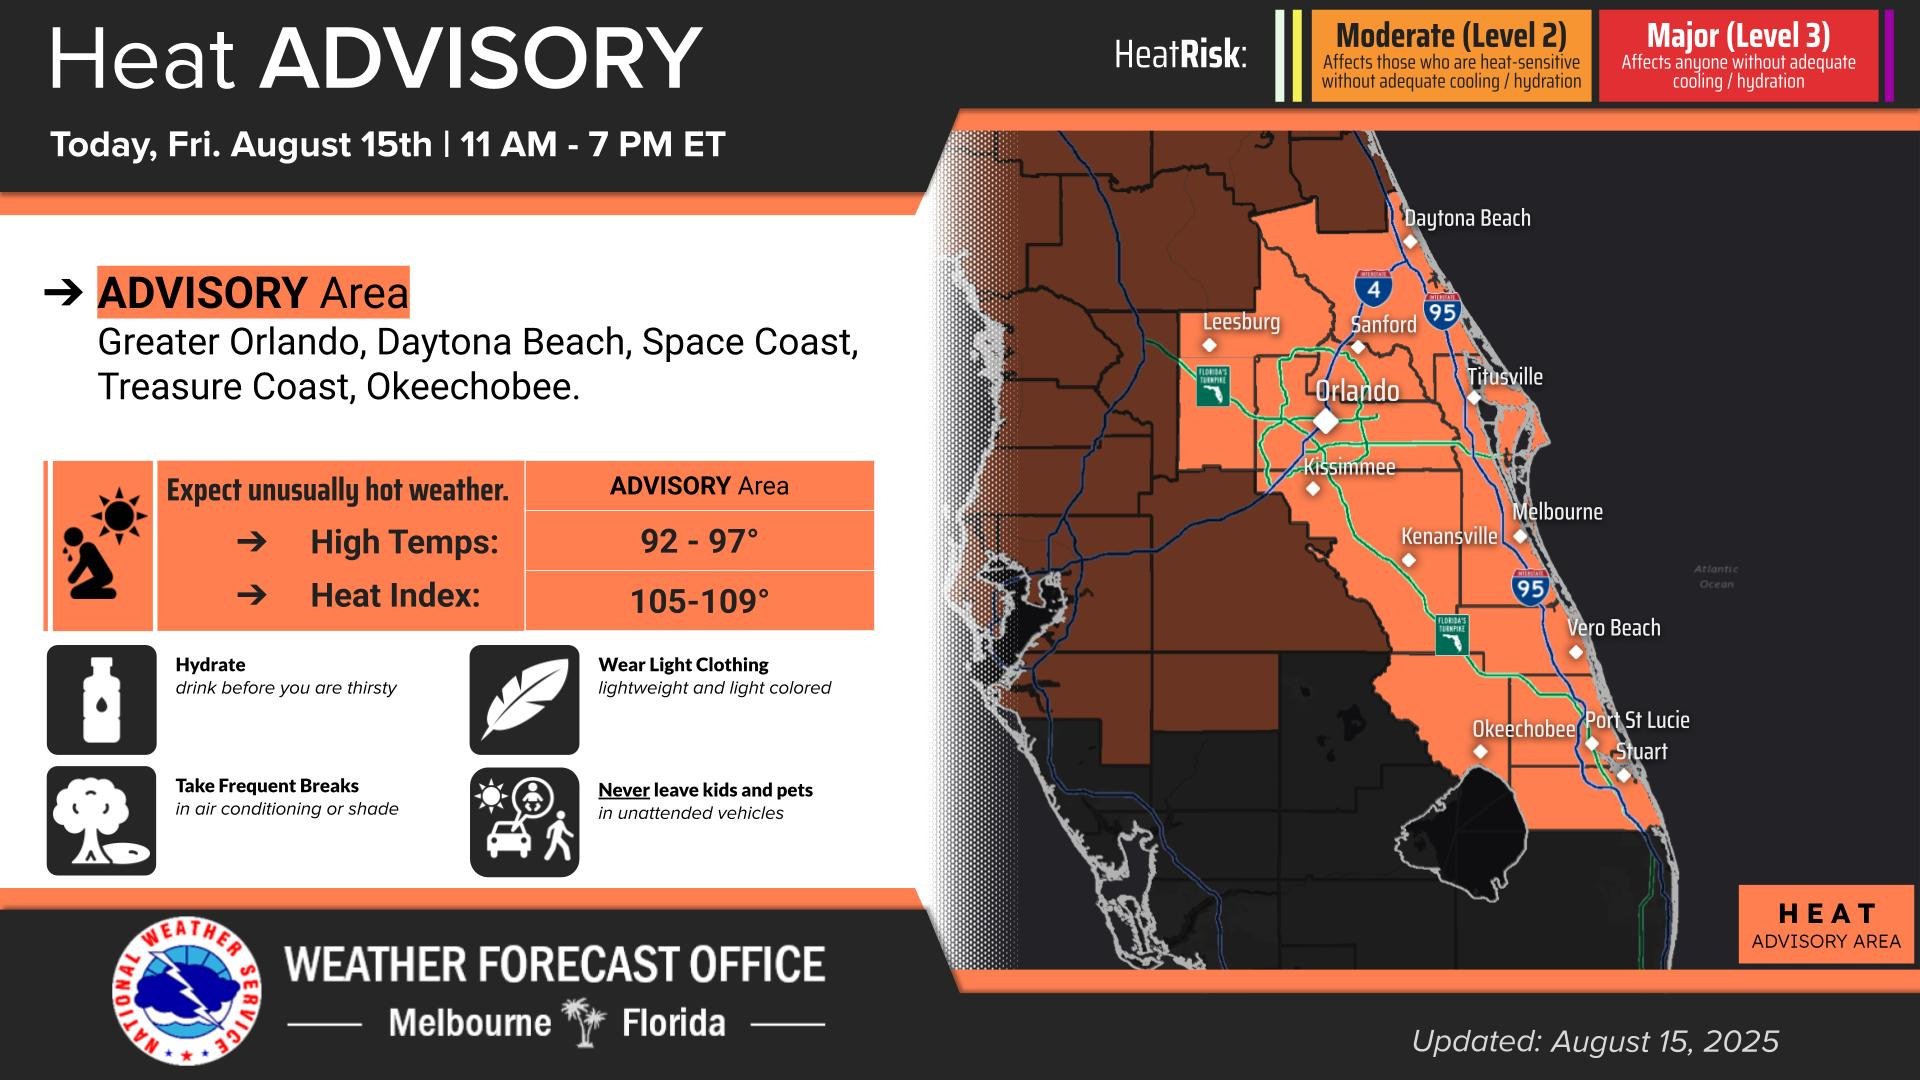 Heat ADVISORY
Today, Fri. August 15th | 11 AM - 7 PM ET
HeatRisk:
Moderate (Level 2)
Affects those who are heat-sensitive
without adequate cooling / hydration
Major (Level 3)
Affects anyone without adequate
cooling / hydration
➔ ADVISORY Area
Greater Orlando, Daytona Beach, Space Coast,
Treasure Coast, Okeechobee.
Expect unusually hot weather.
ADVISORY Area
➔ High Temps:
92 - 97°
➔ Heat Index:
105-109°
Hydrate
drink before you are thirsty
Wear Light Clothing
lightweight and light colored
Take Frequent Breaks
in air conditioning or shade
Never leave kids and pets
in unattended vehicles
Daytona Beach
INTERSTATE
4
INTERSTATE
95
Leesburg
Sanford
FLORIDA'S
TURNPIKE
Titusville
Orlando
Kissimmee
Melbourne
Kenansville
Atlantic
Ocean
INTERSTATE
95
FLORIDA'S
TURNPIKE
Vero Beach
Okeechobee
Port St Lucie
Stuart
HEAT
ADVISORY AREA
NATIONAL WEATHER SERVICE
WEATHER FORECAST OFFICE
Melbourne Florida
Updated: August 15, 2025